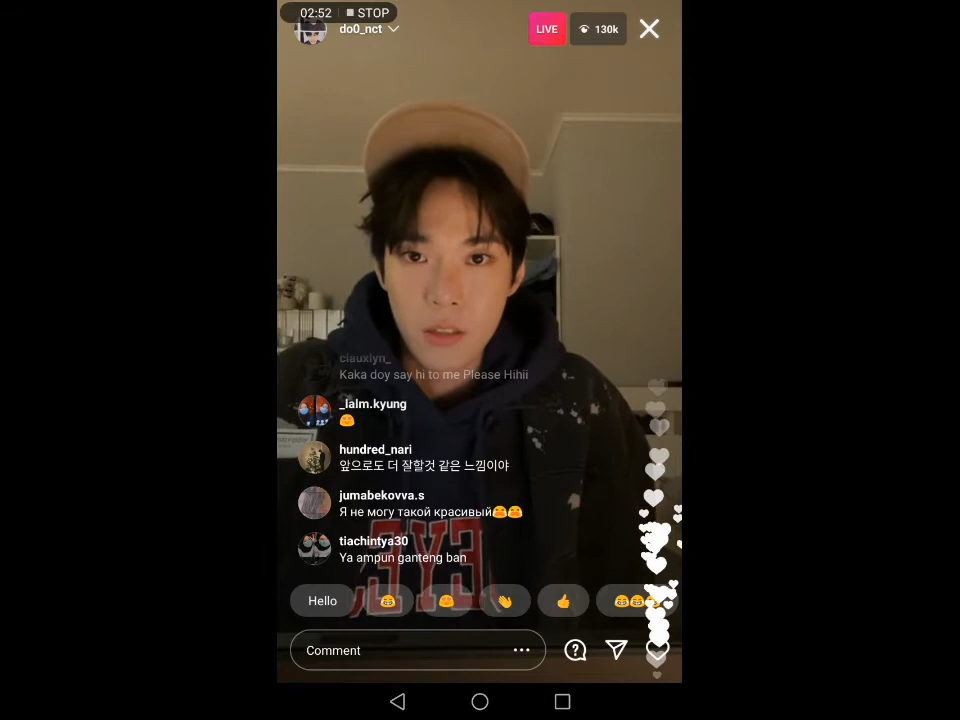 02:52 STOP
do0_nct
LIVE
130k
ciauxlyn_
Kaka doy say hi to me Please Hihii
_lalm.kyung
hundred_nari
앞으로도 더 잘할것 같은 느낌이야
jumabekovva.s
Я не могу такой красивый
tiachintya30
Ya ampun ganteng ban
Hello
Comment